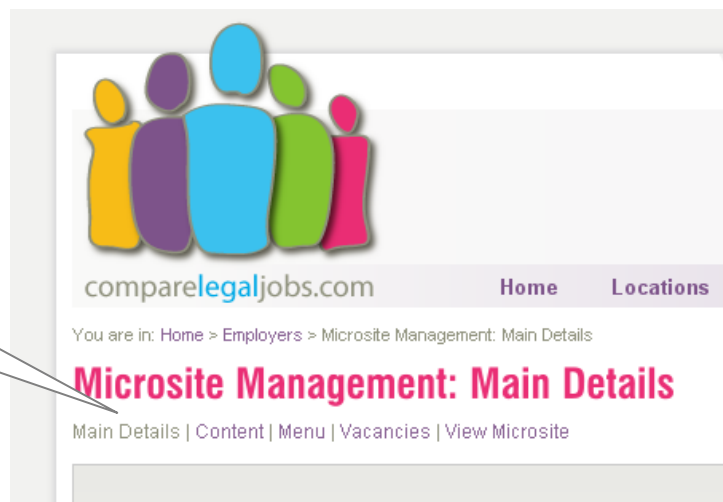 comparelegaljobs.com
Home Locations
You are in: Home > Employers > Microsite Management: Main Details
Microsite Management: Main Details
Main Details | Content | Menu | Vacancies | View Microsite